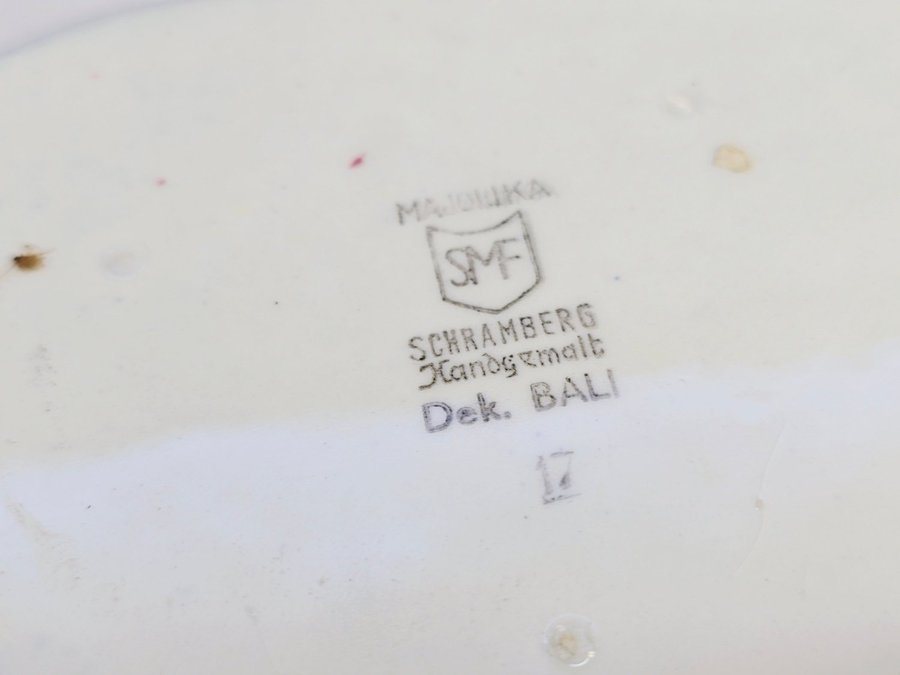 MAJOLIKA
SMF
SCHRAMBERG
Handgemalt
Dek. BALI
17